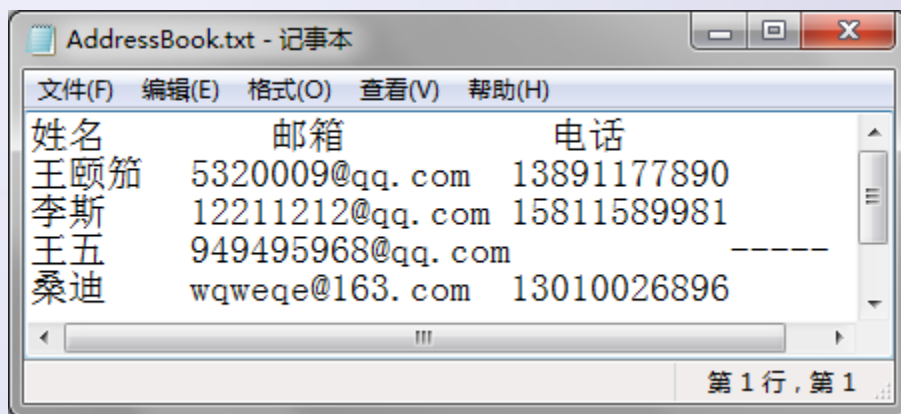 AddressBook.txt - 记事本
文件(F) 编辑(E) 格式(O) 查看(V) 帮助(H)
姓名 邮箱 电话
王颐笳 5320009@qq.com 13891177890
李斯 12211212@qq.com 15811589981
王五 949495968@qq.com -----
桑迪 wqweqe@163.com 13010026896
第 1 行 , 第 1